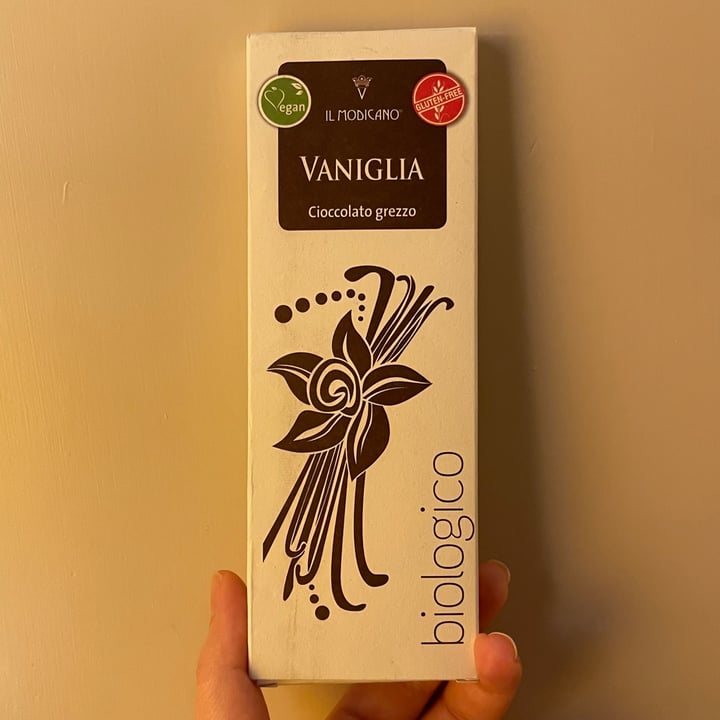 Vegan
GLUTEN-FREE
IL MODICANO
VANIGLIA
Cioccolato grezzo
biologico